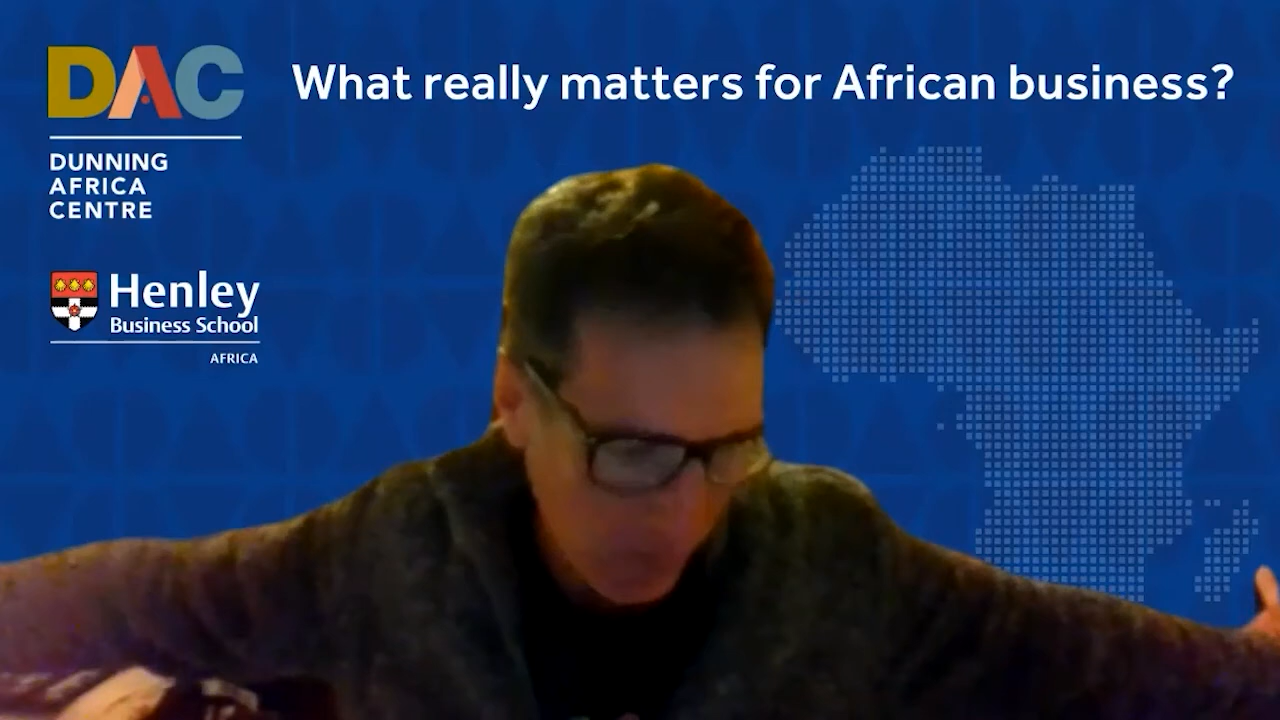 DAC
What really matters for African business?
DUNNING
AFRICA
CENTRE
Henley
Business School
AFRICA